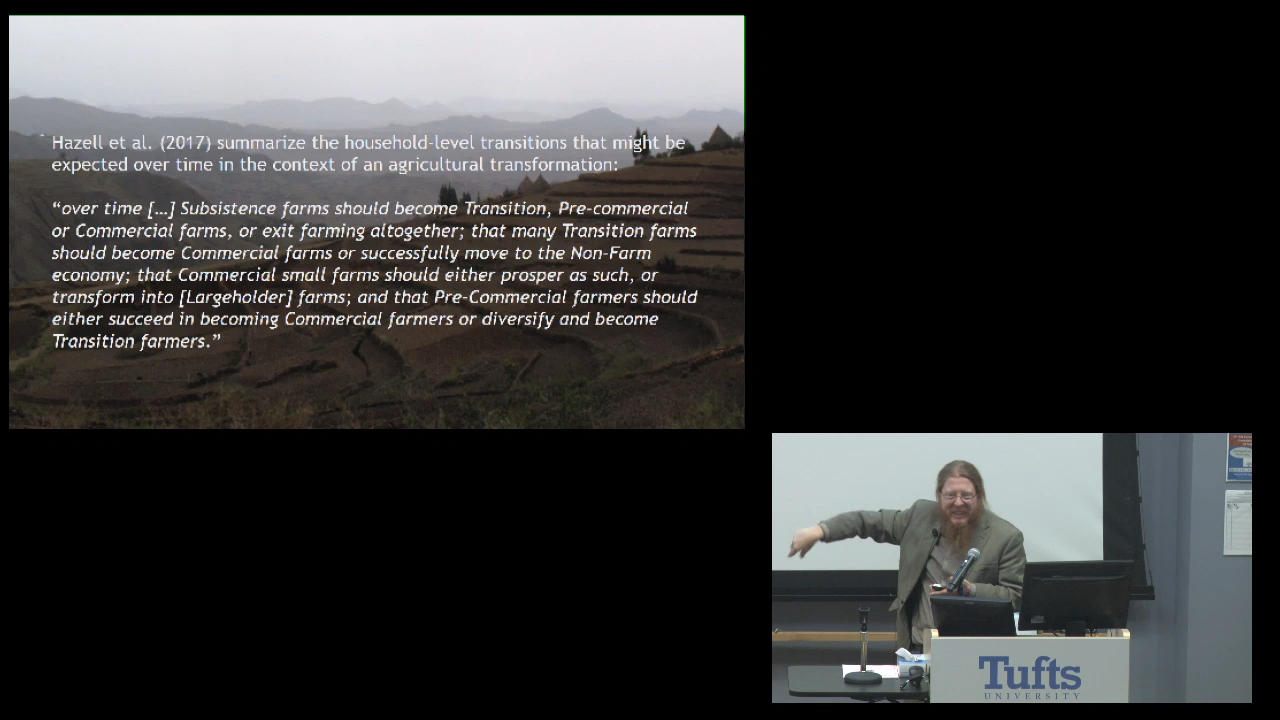 Hazell et al. (2017) summarize the household-level transitions that might be
expected over time in the context of an agricultural transformation:
“over time […] Subsistence farms should become Transition, Pre-commercial
or Commercial farms, or exit farming altogether; that many Transition farms
should become Commercial farms or successfully move to the Non-Farm
economy; that Commercial small farms should either prosper as such, or
transform into [Largeholder] farms; and that Pre-Commercial farmers should
either succeed in becoming Commercial farmers or diversify and become
Transition farmers.”
Tufts
UNIVERSITY